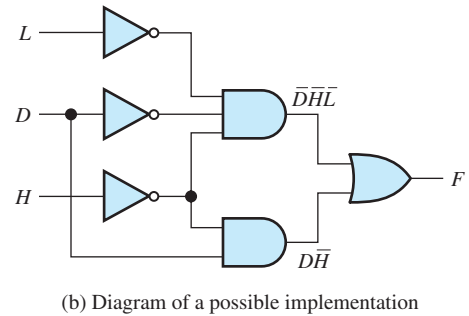 L
D̅H̅L̅
D
F
H
DH̅
(b) Diagram of a possible implementation